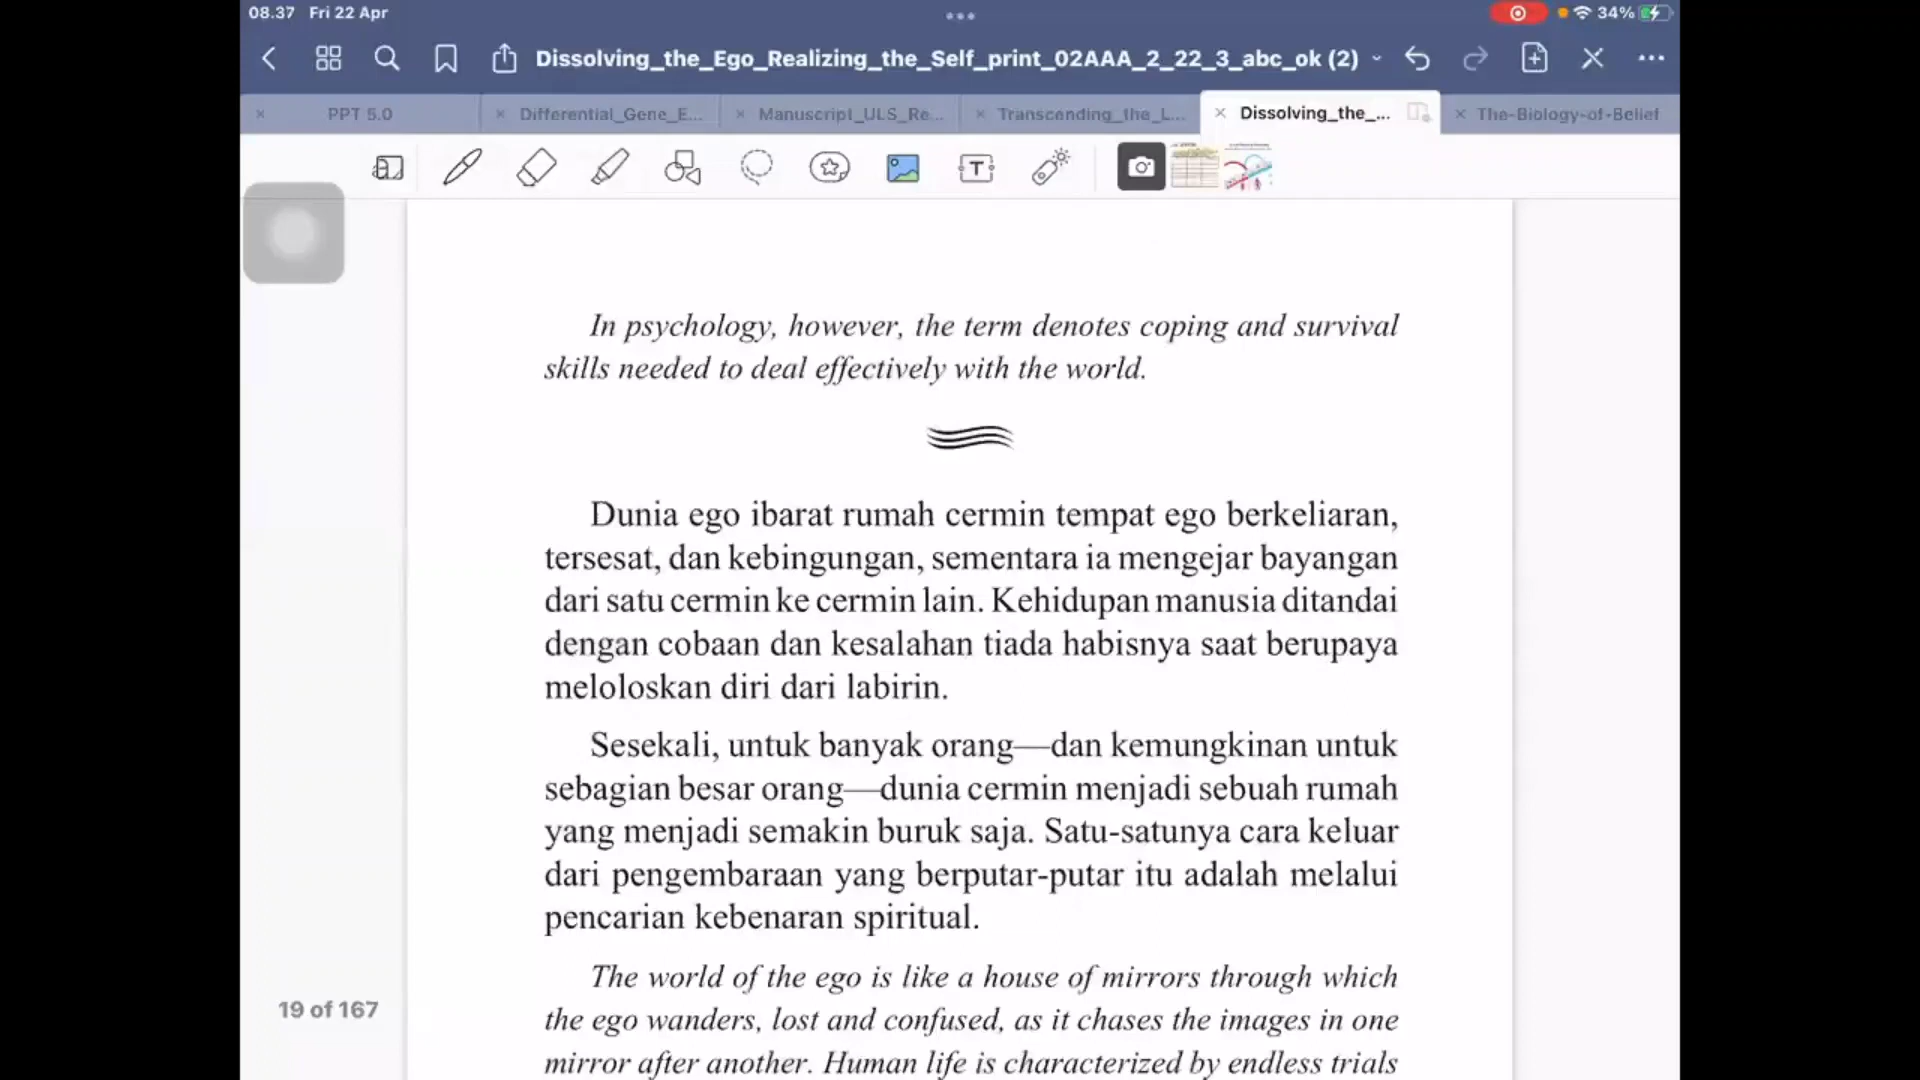 08.37 Fri 22 Apr
34%
Dissolving_the_Ego_Realizing_the_Self_print_02AAA_2_22_3_abc_ok (2)
PPT 5.0
Differential_Gene_E...
Manuscript_ULS_Re...
Transcending_the_L...
Dissolving_the_...
The-Biology-of-Belief
In psychology, however, the term denotes coping and survival
skills needed to deal effectively with the world.
Dunia ego ibarat rumah cermin tempat ego berkeliaran,
tersesat, dan kebingungan, sementara ia mengejar bayangan
dari satu cermin ke cermin lain. Kehidupan manusia ditandai
dengan cobaan dan kesalahan tiada habisnya saat berupaya
meloloskan diri dari labirin.
Sesekali, untuk banyak orang—dan kemungkinan untuk
sebagian besar orang—dunia cermin menjadi sebuah rumah
yang menjadi semakin buruk saja. Satu-satunya cara keluar
dari pengembaraan yang berputar-putar itu adalah melalui
pencarian kebenaran spiritual.
The world of the ego is like a house of mirrors through which
the ego wanders, lost and confused, as it chases the images in one
mirror after another. Human life is characterized by endless trials
19 of 167